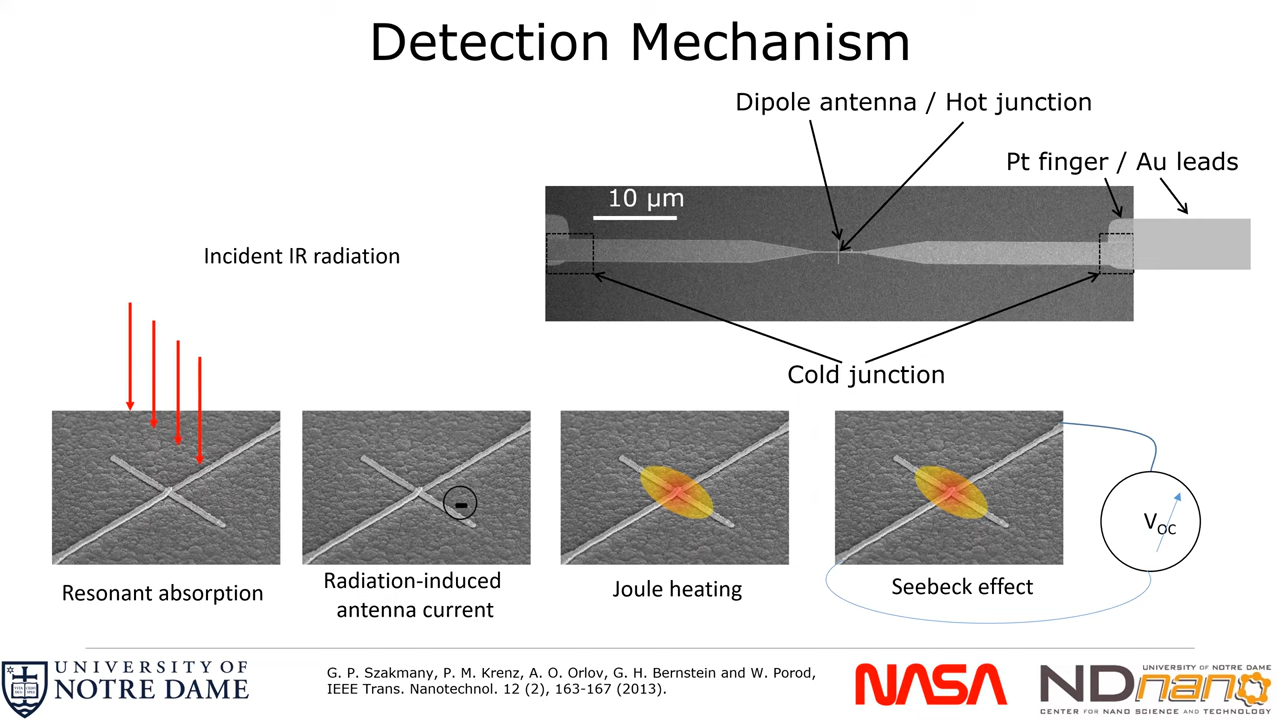 Detection Mechanism
Dipole antenna / Hot junction
Pt finger / Au leads
10 µm
Incident IR radiation
Cold junction
V_OC
Resonant absorption
Radiation-induced
antenna current
Joule heating
Seebeck effect
UNIVERSITY OF
NOTRE DAME
G. P. Szakmany, P. M. Krenz, A. O. Orlov, G. H. Bernstein and W. Porod,
IEEE Trans. Nanotechnol. 12 (2), 163-167 (2013).
NASA
UNIVERSITY OF NOTRE DAME
NDnano
CENTER FOR NANO SCIENCE AND TECHNOLOGY